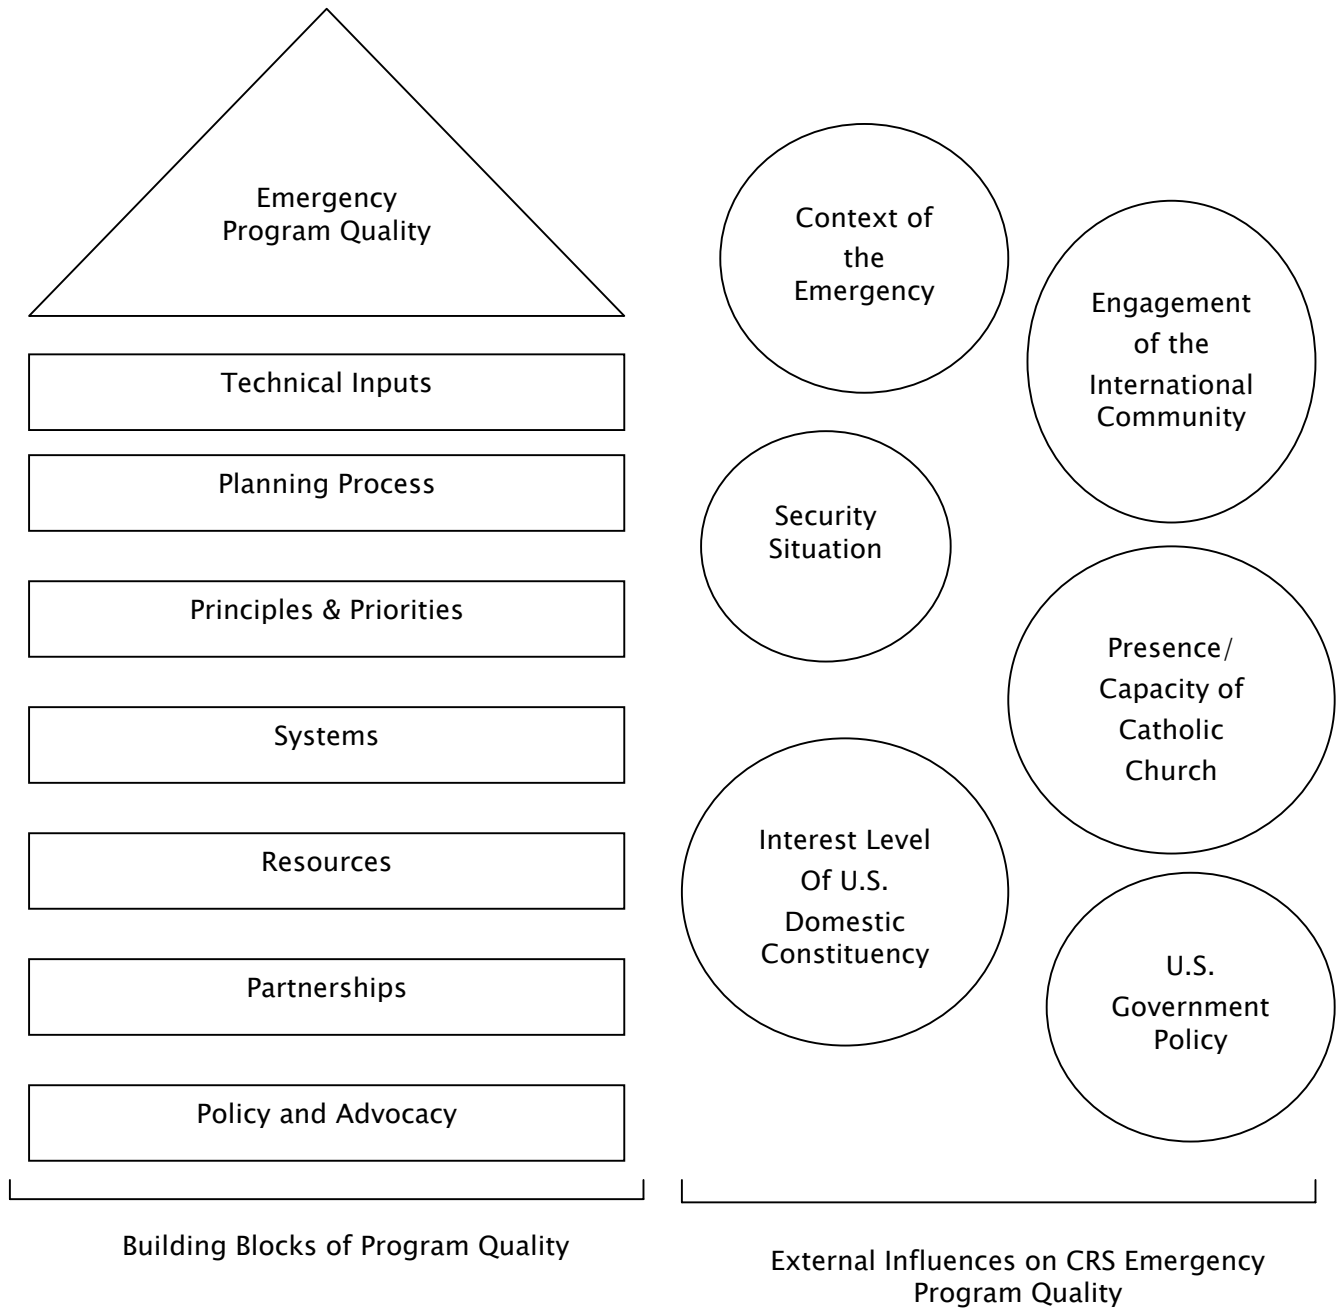 Emergency
Program Quality
Technical Inputs
Planning Process
Principles & Priorities
Systems
Resources
Partnerships
Policy and Advocacy
Building Blocks of Program Quality
Context of
the
Emergency
Engagement
of the
International
Community
Security
Situation
Presence/
Capacity of
Catholic
Church
Interest Level
Of U.S.
Domestic
Constituency
U.S.
Government
Policy
External Influences on CRS Emergency
Program Quality